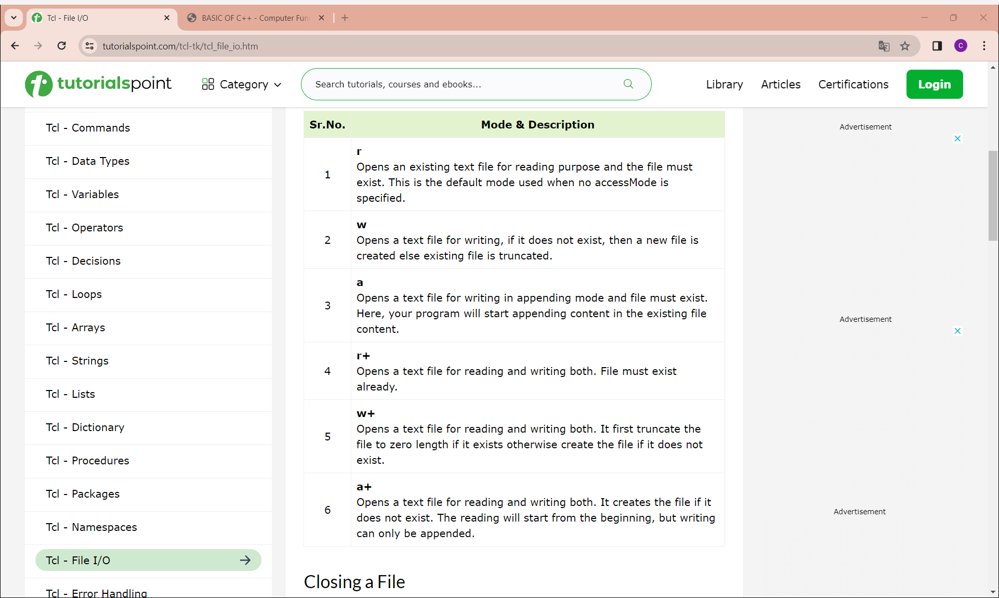 Tcl - File I/O
BASIC OF C++ - Computer Fun
tutorialspoint.com/tcl-tk/tcl_file_io.htm
C
tutorialspoint
Category
Search tutorials, courses and ebooks...
Library
Articles
Certifications
Login
Tcl - Commands
Tcl - Data Types
Tcl - Variables
Tcl - Operators
Tcl - Decisions
Tcl - Loops
Tcl - Arrays
Tcl - Strings
Tcl - Lists
Tcl - Dictionary
Tcl - Procedures
Tcl - Packages
Tcl - Namespaces
Tcl - File I/O
Tcl - Error Handling
Sr.No. Mode & Description
1
r
Opens an existing text file for reading purpose and the file must
exist. This is the default mode used when no accessMode is
specified.
2
w
Opens a text file for writing, if it does not exist, then a new file is
created else existing file is truncated.
3
a
Opens a text file for writing in appending mode and file must exist.
Here, your program will start appending content in the existing file
content.
4
r+
Opens a text file for reading and writing both. File must exist
already.
5
w+
Opens a text file for reading and writing both. It first truncate the
file to zero length if it exists otherwise create the file if it does not
exist.
6
a+
Opens a text file for reading and writing both. It creates the file if it
does not exist. The reading will start from the beginning, but writing
can only be appended.
Closing a File
Advertisement
Advertisement
Advertisement